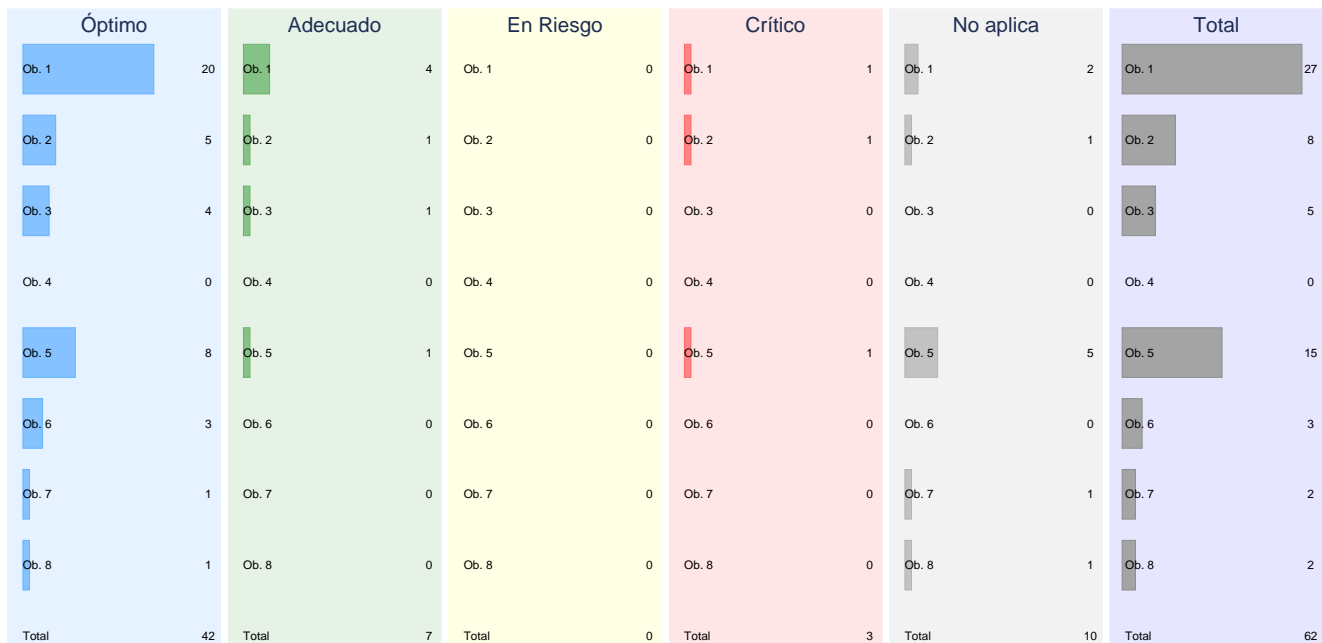 Óptimo Adecuado En Riesgo Crítico No aplica Total
Ob. 1 20 Ob. 1 4 Ob. 1 0 Ob. 1 1 Ob. 1 2 Ob. 1 27
Ob. 2 5 Ob. 2 1 Ob. 2 0 Ob. 2 1 Ob. 2 1 Ob. 2 8
Ob. 3 4 Ob. 3 1 Ob. 3 0 Ob. 3 0 Ob. 3 0 Ob. 3 5
Ob. 4 0 Ob. 4 0 Ob. 4 0 Ob. 4 0 Ob. 4 0 Ob. 4 0
Ob. 5 8 Ob. 5 1 Ob. 5 0 Ob. 5 1 Ob. 5 5 Ob. 5 15
Ob. 6 3 Ob. 6 0 Ob. 6 0 Ob. 6 0 Ob. 6 0 Ob. 6 3
Ob. 7 1 Ob. 7 0 Ob. 7 0 Ob. 7 0 Ob. 7 1 Ob. 7 2
Ob. 8 1 Ob. 8 0 Ob. 8 0 Ob. 8 0 Ob. 8 1 Ob. 8 2
Total 42 Total 7 Total 0 Total 3 Total 10 Total 62